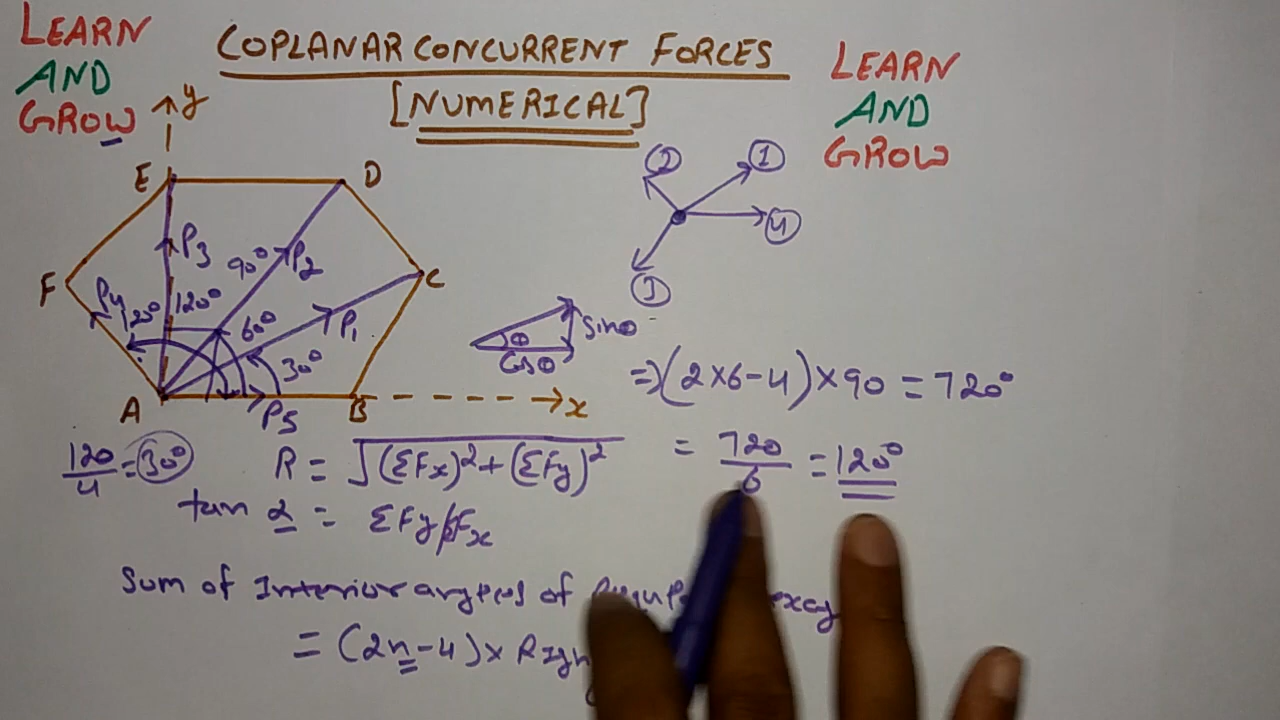 LEARN
AND
GROW
COPLANAR CONCURRENT FORCES
[NUMERICAL]
LEARN
AND
GROW
y
E
D
F
C
A
B
x
P3
P2
P4
P1
P5
90°
120°
120°
60°
30°
2
1
4
3
θ
Sinθ
Cosθ
=>(2×6-4)×90=720°
= 720/6 = 120°
120/4 = 30°
R = √(ΣFx)²+(ΣFy)²
tan α = ΣFy/ΣFx
Sum of Interior of
= (2n-4)×